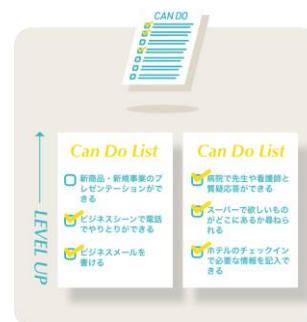 CAN DO
Can Do List
新商品・新規事業のプ
レゼンテーションがで
きる
ビジネスシーンで電話
でやりとりができる
ビジネスメールを
書ける
Can Do List
病院で先生や看護師と
質疑応答ができる
スーパーで欲しいもの
がどこにあるか尋ねら
れる
ホテルのチェックイン
で必要な情報を記入で
きる
LEVEL UP